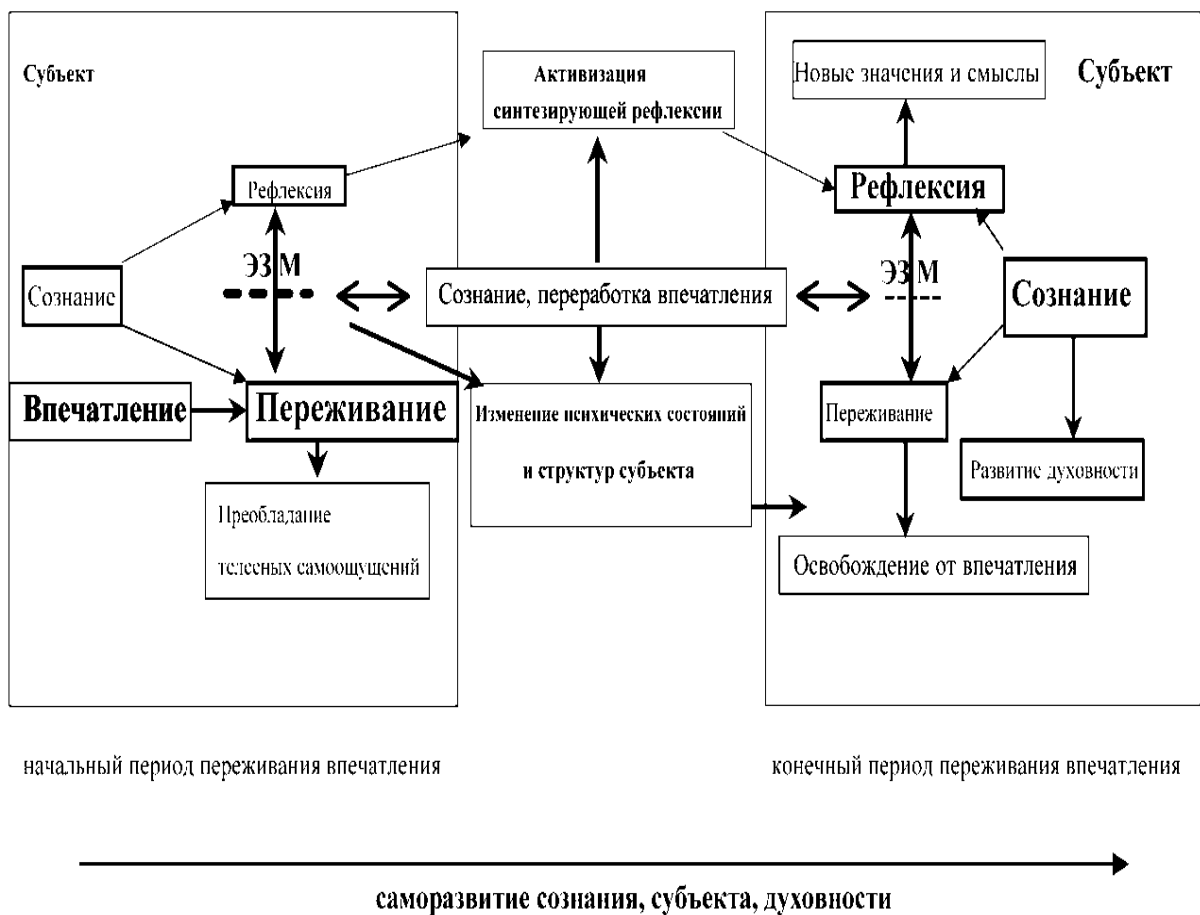 Субъект
Активизация
синтезирующей рефлексии
Новые значения и смыслы
Субъект
Рефлексия
Рефлексия
ЭЗМ
ЭЗМ
Сознание
Сознание, переработка впечатления
Сознание
Впечатление
Переживание
Изменение психических состояний
и структур субъекта
Переживание
Развитие духовности
Преобладание
телесных самоощущений
Освобождение от впечатления
начальный период переживания впечатления
конечный период переживания впечатления
саморазвитие сознания, субъекта, духовности